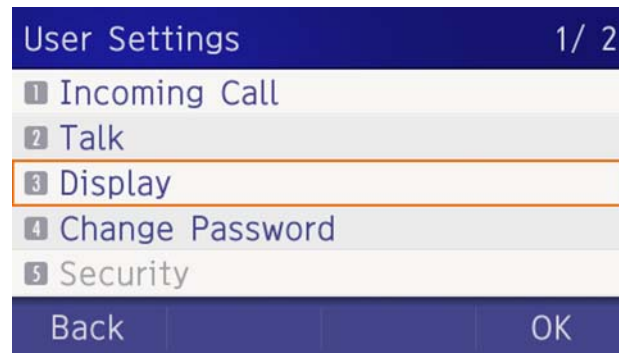 User Settings 1/ 2
1 Incoming Call
2 Talk
3 Display
4 Change Password
5 Security
Back OK